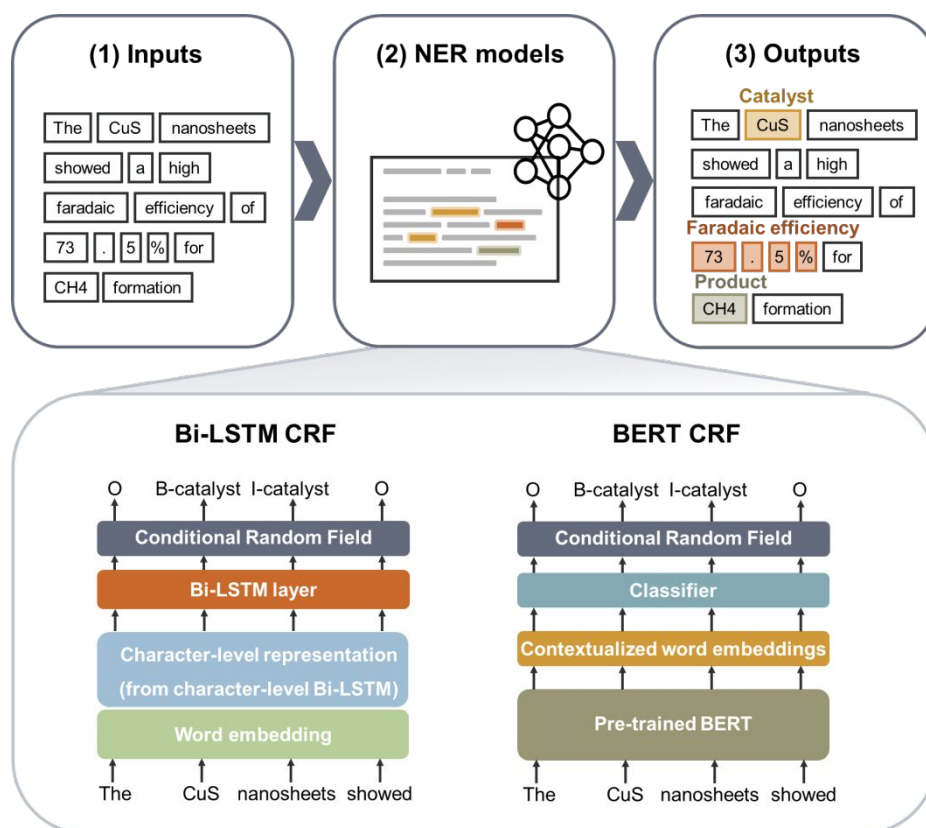 (1) Inputs
The CuS nanosheets
showed a high
faradaic efficiency of
73 . 5 % for
CH4 formation
(2) NER models
(3) Outputs
Catalyst
The CuS nanosheets
showed a high
faradaic efficiency of
Faradaic efficiency
73 . 5 % for
Product
CH4 formation
Bi-LSTM CRF
O B-catalyst I-catalyst O
Conditional Random Field
Bi-LSTM layer
Character-level representation
(from character-level Bi-LSTM)
Word embedding
The CuS nanosheets showed
BERT CRF
O B-catalyst I-catalyst O
Conditional Random Field
Classifier
Contextualized word embeddings
Pre-trained BERT
The CuS nanosheets showed